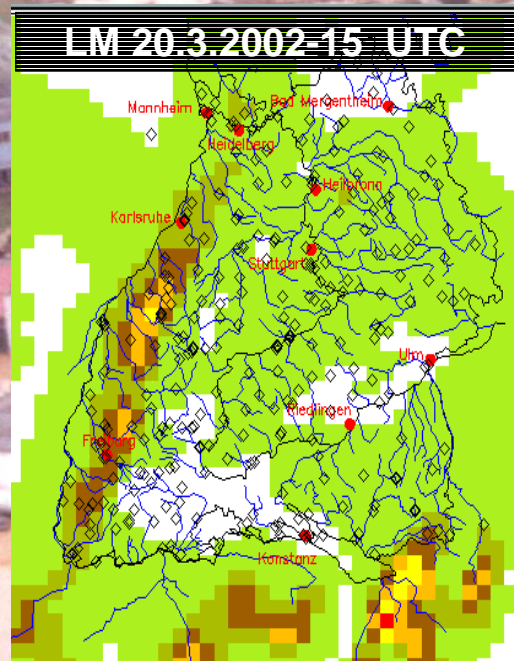 LM 20.3.2002-15 UTC
Mannheim
Bad Mergentheim
Heidelberg
Heilbronn
Karlsruhe
Stuttgart
Ulm
Riedlingen
Freiburg
Konstanz